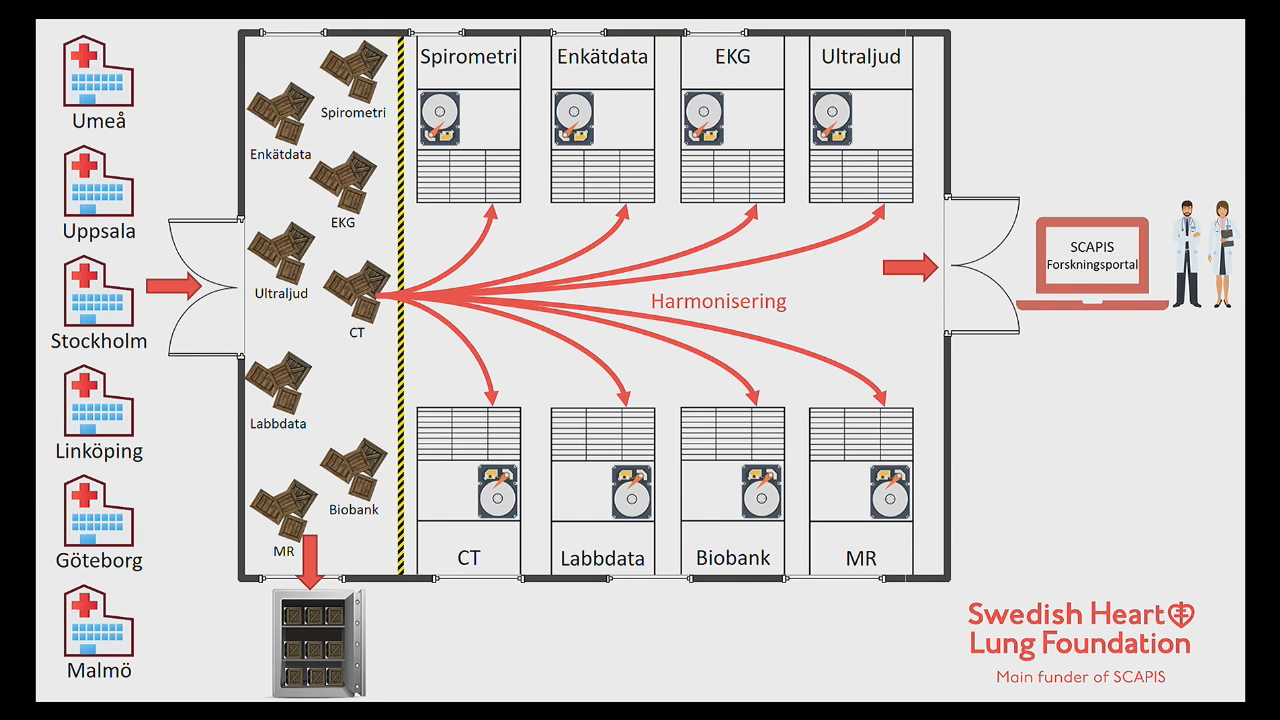 Umeå
Uppsala
Stockholm
Linköping
Göteborg
Malmö
Spirometri
Enkätdata
EKG
Ultraljud
CT
Labbdata
Biobank
MR
Spirometri
Enkätdata
EKG
Ultraljud
Harmonisering
CT
Labbdata
Biobank
MR
SCAPIS
Forskningsportal
Swedish Heart
Lung Foundation
Main funder of SCAPIS